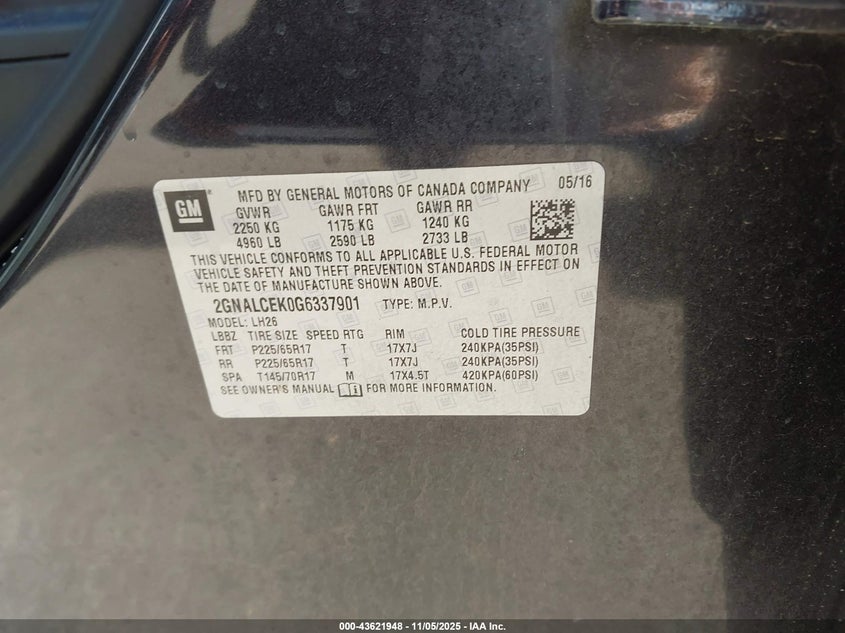 GM
MFD BY GENERAL MOTORS OF CANADA COMPANY 05/16
GVWR GAWR FRT GAWR RR
2250 KG 1175 KG 1240 KG
4960 LB 2590 LB 2733 LB
THIS VEHICLE CONFORMS TO ALL APPLICABLE U.S. FEDERAL MOTOR
VEHICLE SAFETY AND THEFT PREVENTION STANDARDS IN EFFECT ON
THE DATE OF MANUFACTURE SHOWN ABOVE.
2GNALCEK0G6337901 TYPE: M.P.V.
MODEL: LH26
LBBZ TIRE SIZE SPEED RTG RIM COLD TIRE PRESSURE
FRT P225/65R17 T 17X7J 240KPA(35PSI)
RR P225/65R17 T 17X7J 240KPA(35PSI)
SPA T145/70R17 M 17X4.5T 420KPA(60PSI)
SEE OWNER'S MANUAL FOR MORE INFORMATION.
000-43621948 - 11/05/2025 - IAA Inc.